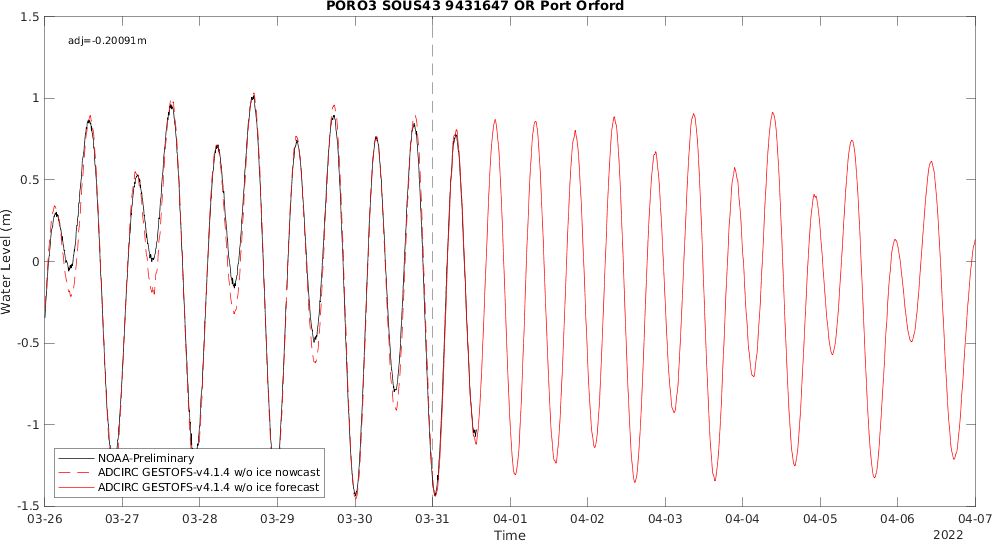 PORO3 SOUS43 9431647 OR Port Orford
adj=-0.20091m
1.5
1
0.5
0
-0.5
-1
-1.5
Water Level (m)
NOAA-Preliminary
ADCIRC GESTOFS-v4.1.4 w/o ice nowcast
ADCIRC GESTOFS-v4.1.4 w/o ice forecast
03-26 03-27 03-28 03-29 03-30 03-31 04-01 04-02 04-03 04-04 04-05 04-06 04-07
Time
2022